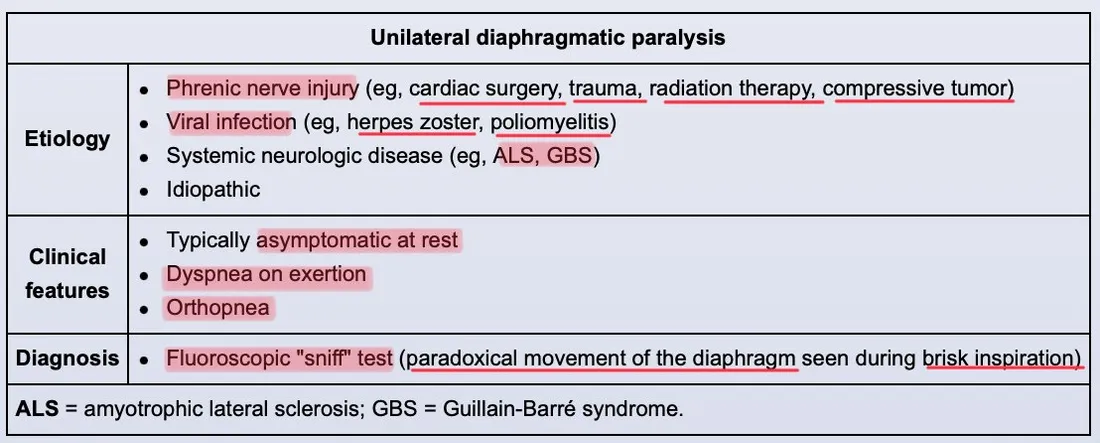 Unilateral diaphragmatic paralysis
Etiology
• Phrenic nerve injury (eg, cardiac surgery, trauma, radiation therapy, compressive tumor)
• Viral infection (eg, herpes zoster, poliomyelitis)
• Systemic neurologic disease (eg, ALS, GBS)
• Idiopathic
Clinical
features
• Typically asymptomatic at rest
• Dyspnea on exertion
• Orthopnea
Diagnosis
• Fluoroscopic "sniff" test (paradoxical movement of the diaphragm seen during brisk inspiration)
ALS = amyotrophic lateral sclerosis; GBS = Guillain-Barré syndrome.